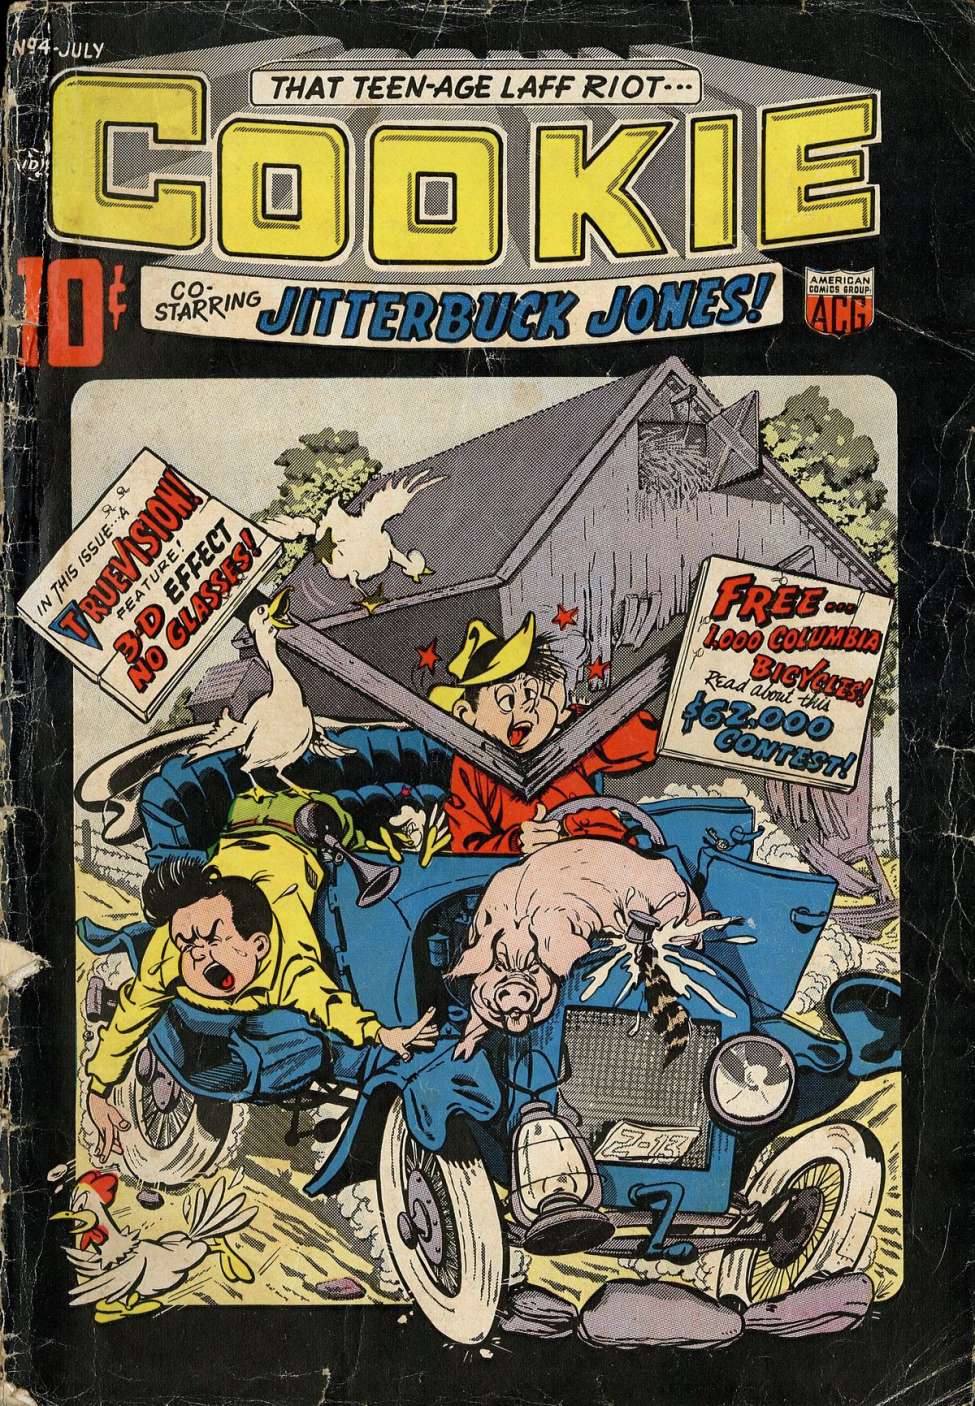 Nº4-JULY
THAT TEEN-AGE LAFF RIOT---
COOKIE
10¢
CO-STARRING JITTERBUCK JONES!
AMERICAN
COMICS GROUP
ACG
IN THIS ISSUE--A
TRUEVISION!
FEATURE!
3-D EFFECT
NO GLASSES!
FREE---
1,000 COLUMBIA
BICYCLES!
Read about this
$62,000
CONTEST!